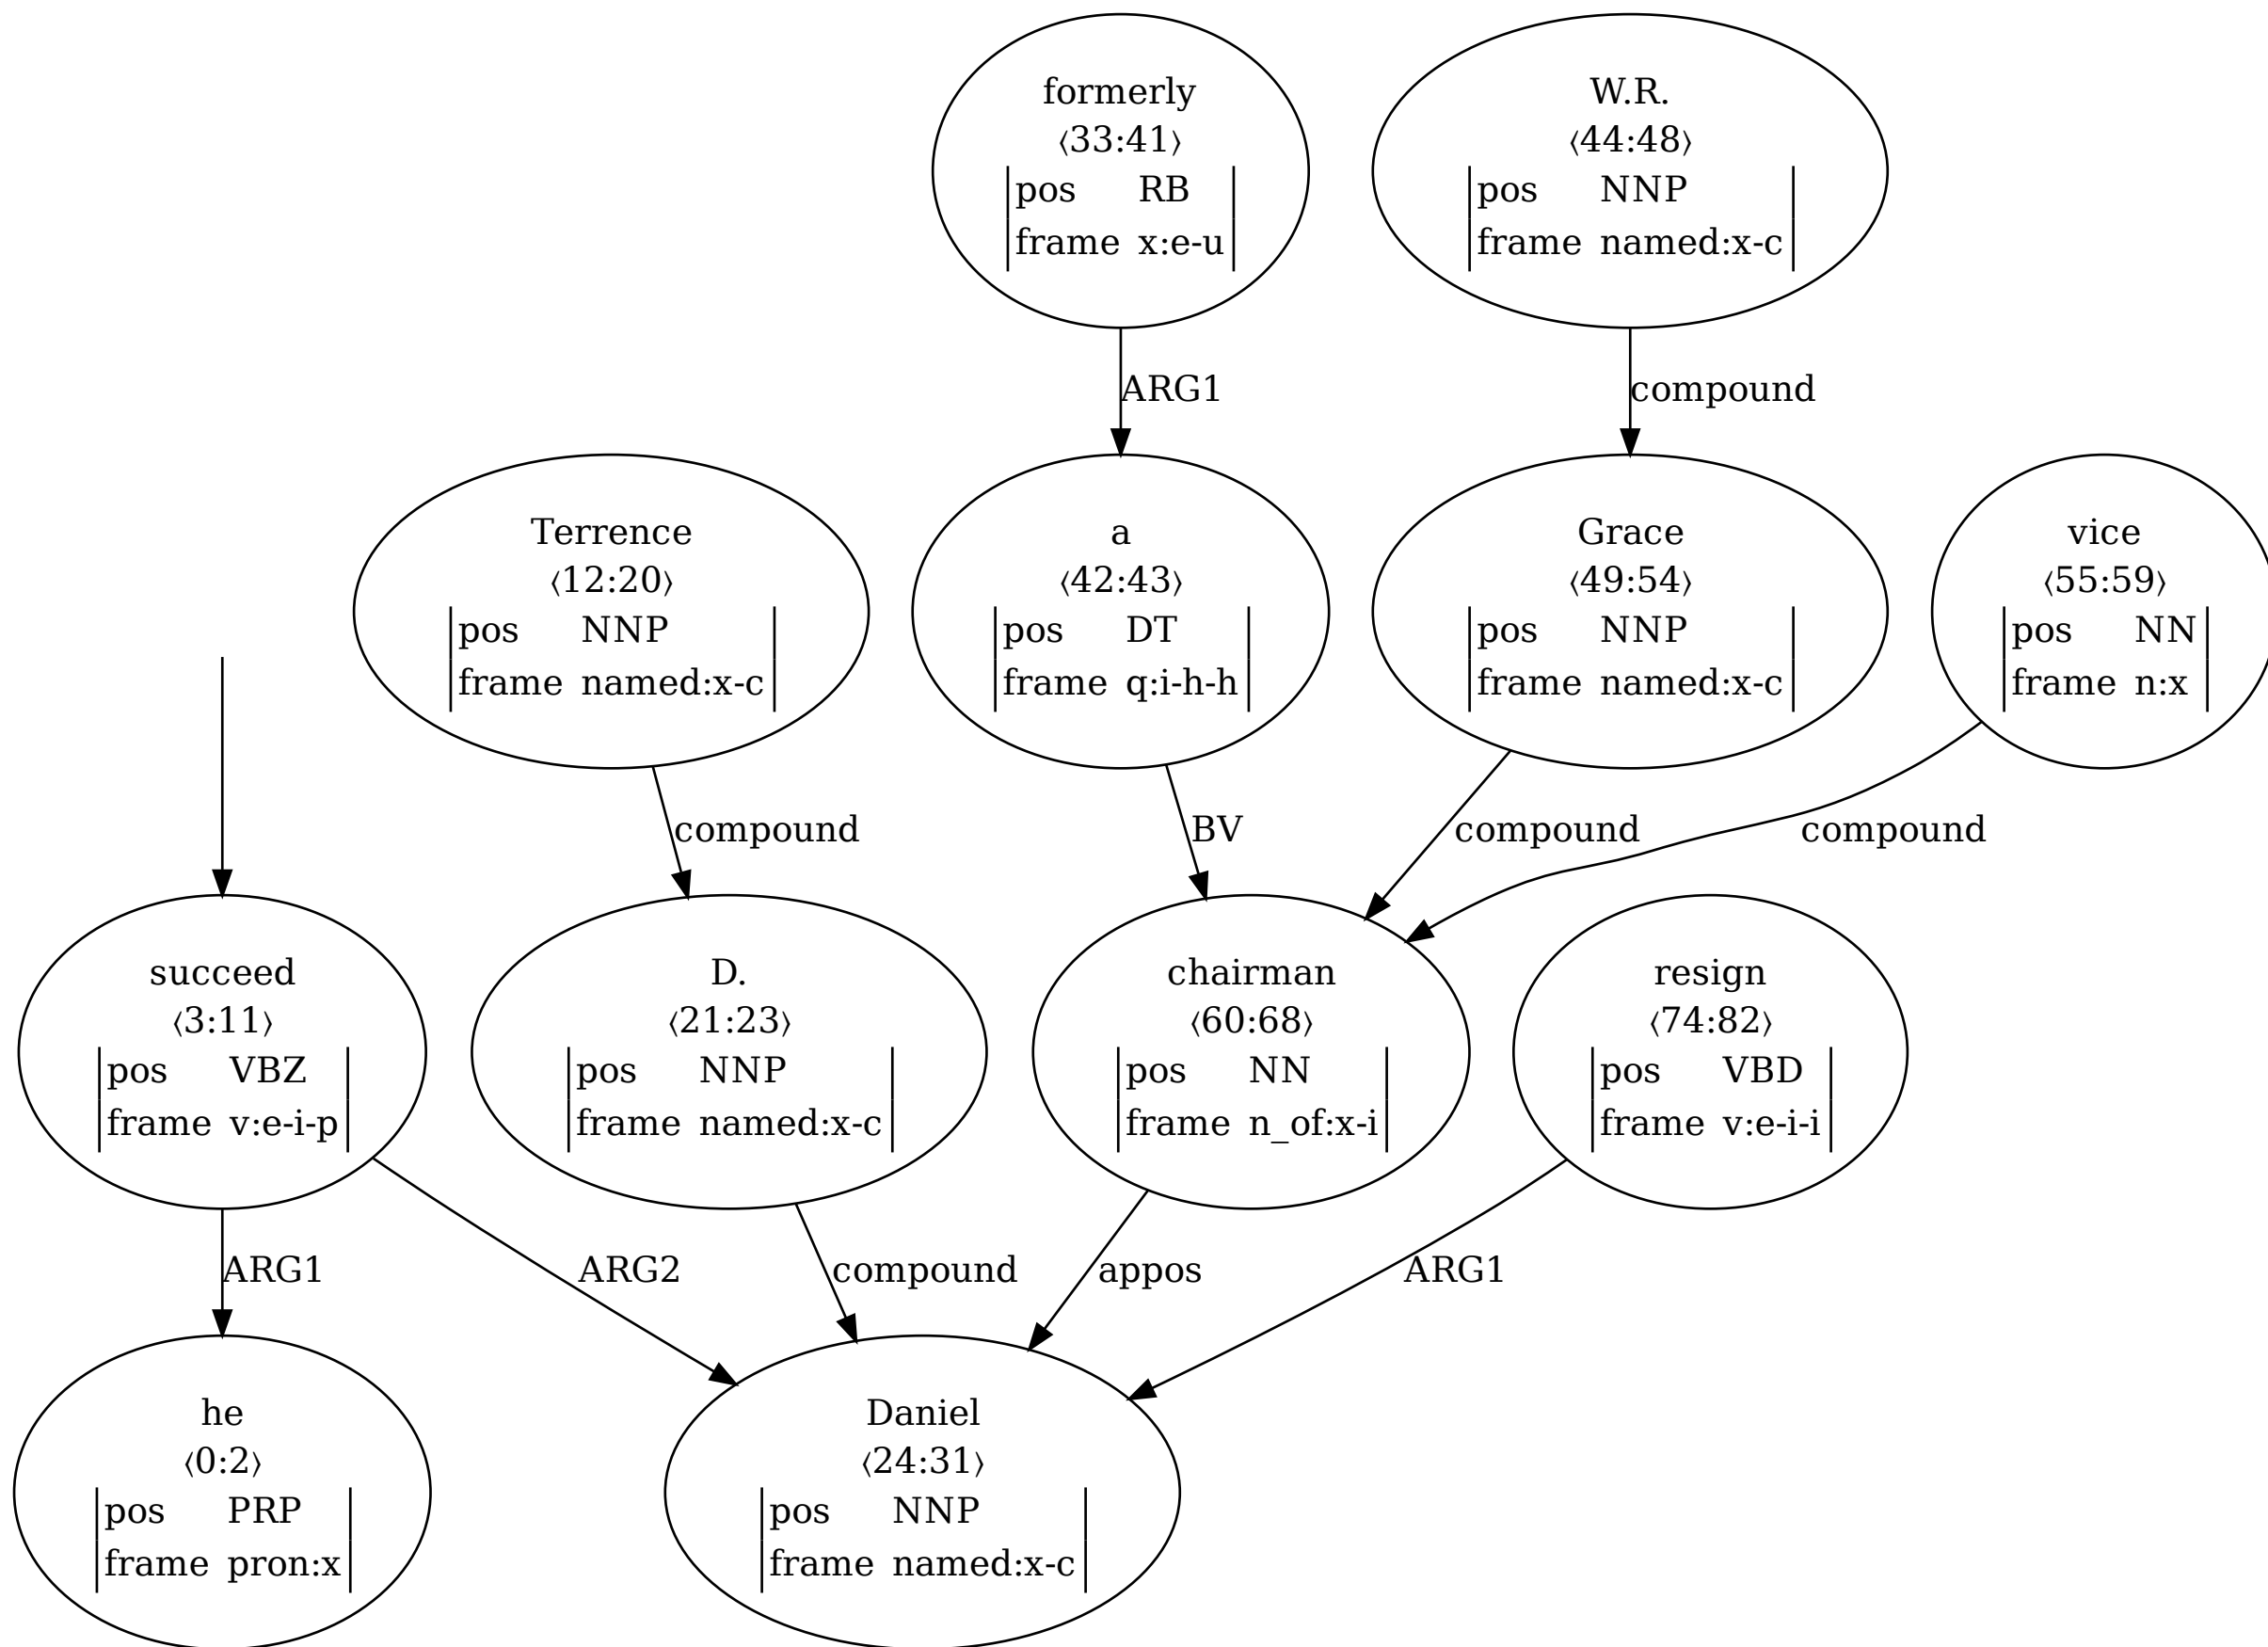 formerly
⟨33:41⟩
pos RB
frame x:e-u
W.R.
⟨44:48⟩
pos NNP
frame named:x-c
ARG1
compound
Terrence
⟨12:20⟩
pos NNP
frame named:x-c
a
⟨42:43⟩
pos DT
frame q:i-h-h
Grace
⟨49:54⟩
pos NNP
frame named:x-c
vice
⟨55:59⟩
pos NN
frame n:x
compound
BV
compound
compound
succeed
⟨3:11⟩
pos VBZ
frame v:e-i-p
D.
⟨21:23⟩
pos NNP
frame named:x-c
chairman
⟨60:68⟩
pos NN
frame n_of:x-i
resign
⟨74:82⟩
pos VBD
frame v:e-i-i
ARG1
ARG2
compound
appos
ARG1
he
⟨0:2⟩
pos PRP
frame pron:x
Daniel
⟨24:31⟩
pos NNP
frame named:x-c